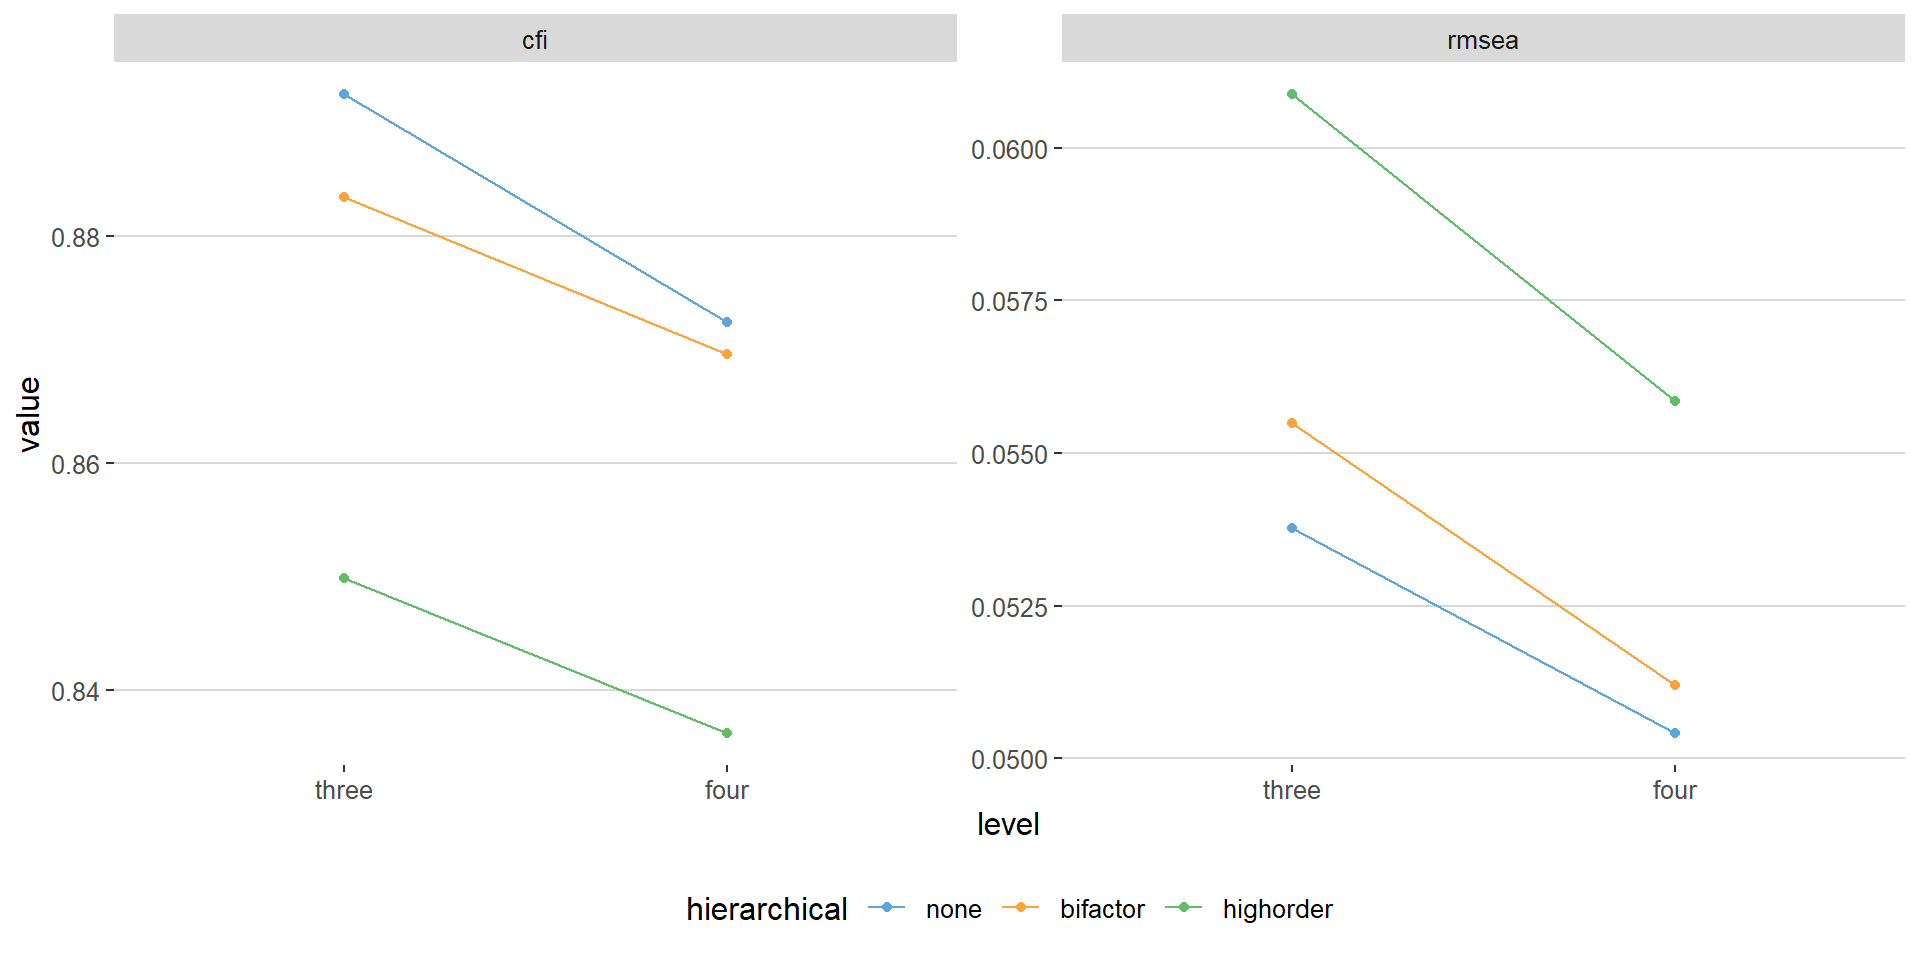 cfi
rmsea
value
0.88
0.86
0.84
0.0600
0.0575
0.0550
0.0525
0.0500
three
four
three
four
level
hierarchical none bifactor highorder